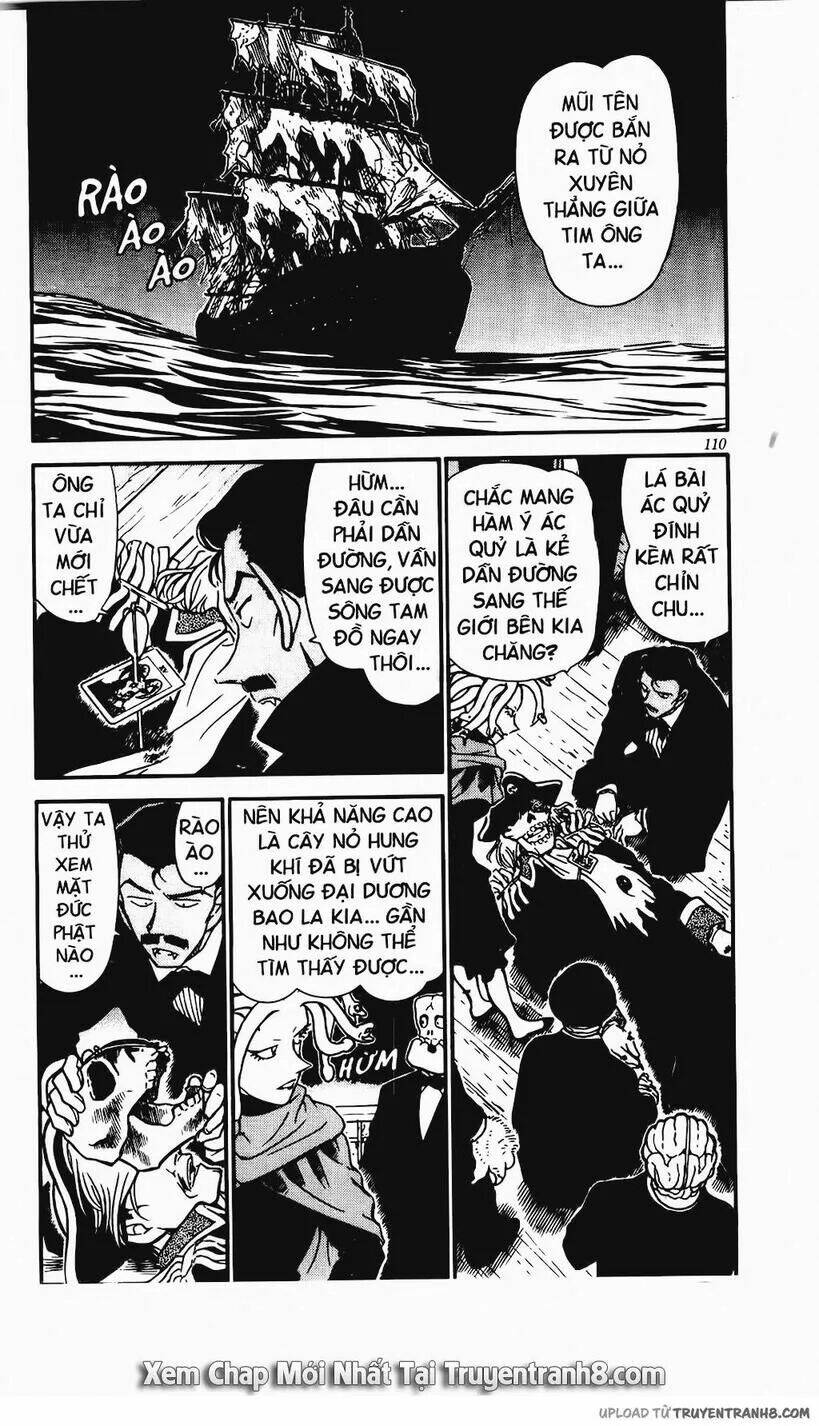 MŨI TÊN
ĐƯỢC BẮN
RA TỪ NỎ
XUYÊN
THẲNG GIỮA
TIM ÔNG
TA...
RÀO
ÀO
ÀO
110
LÁ BÀI
ÁC QUỶ
ĐÍNH
KÈM RẤT
CHỈN
CHU...
CHẮC MANG
HÀM Ý ÁC
QUỶ LÀ KẺ
DẪN ĐƯỜNG
SANG THẾ
GIỚI BÊN KIA
CHĂNG?
HỪM...
ĐÂU CẦN
PHẢI DẪN
ĐƯỜNG, VẪN
SANG ĐƯỢC
SÔNG TAM
ĐỒ NGAY
THÔI...
ÔNG
TA CHỈ
VỪA
MỚI
CHẾT
...
NÊN KHẢ NĂNG CAO
LÀ CÂY NỎ HUNG
KHÍ ĐÃ BỊ VỨT
XUỐNG ĐẠI DƯƠNG
BAO LA KIA... GẦN
NHƯ KHÔNG THỂ
TÌM THẤY ĐƯỢC...
HỪM
RÀO
ÀO
...
VẬY TA
THỬ
XEM
MẶT
ĐỨC
PHẬT
NÀO
...
Xem Chap Mới Nhất Tại Truyentranh8.com
UPLOAD TỪ TRUYENTRANH8.COM